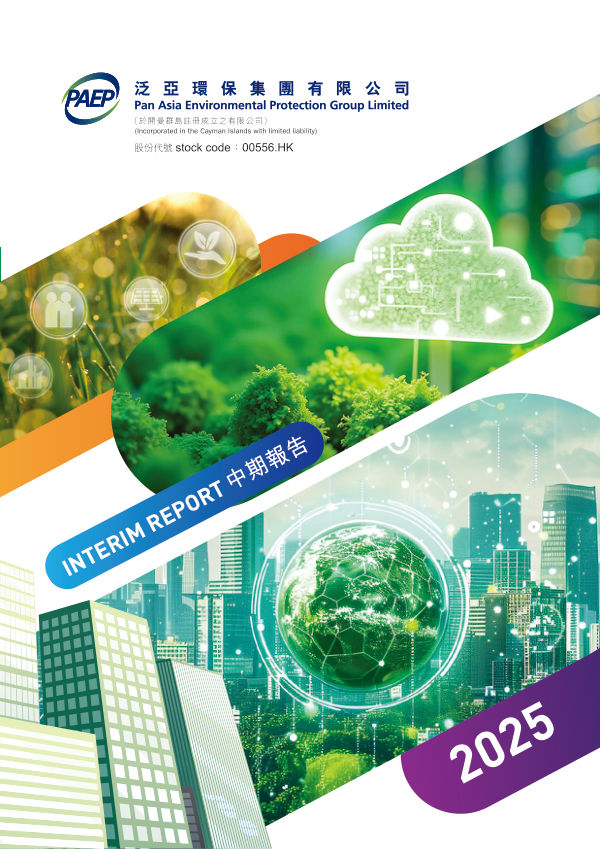 PAEP
泛亞環保集團有限公司
Pan Asia Environmental Protection Group Limited
(於開曼群島註冊成立之有限公司)
(Incorporated in the Cayman Islands with limited liability)
股份代號 stock code：00556.HK
INTERIM REPORT 中期報告
2025